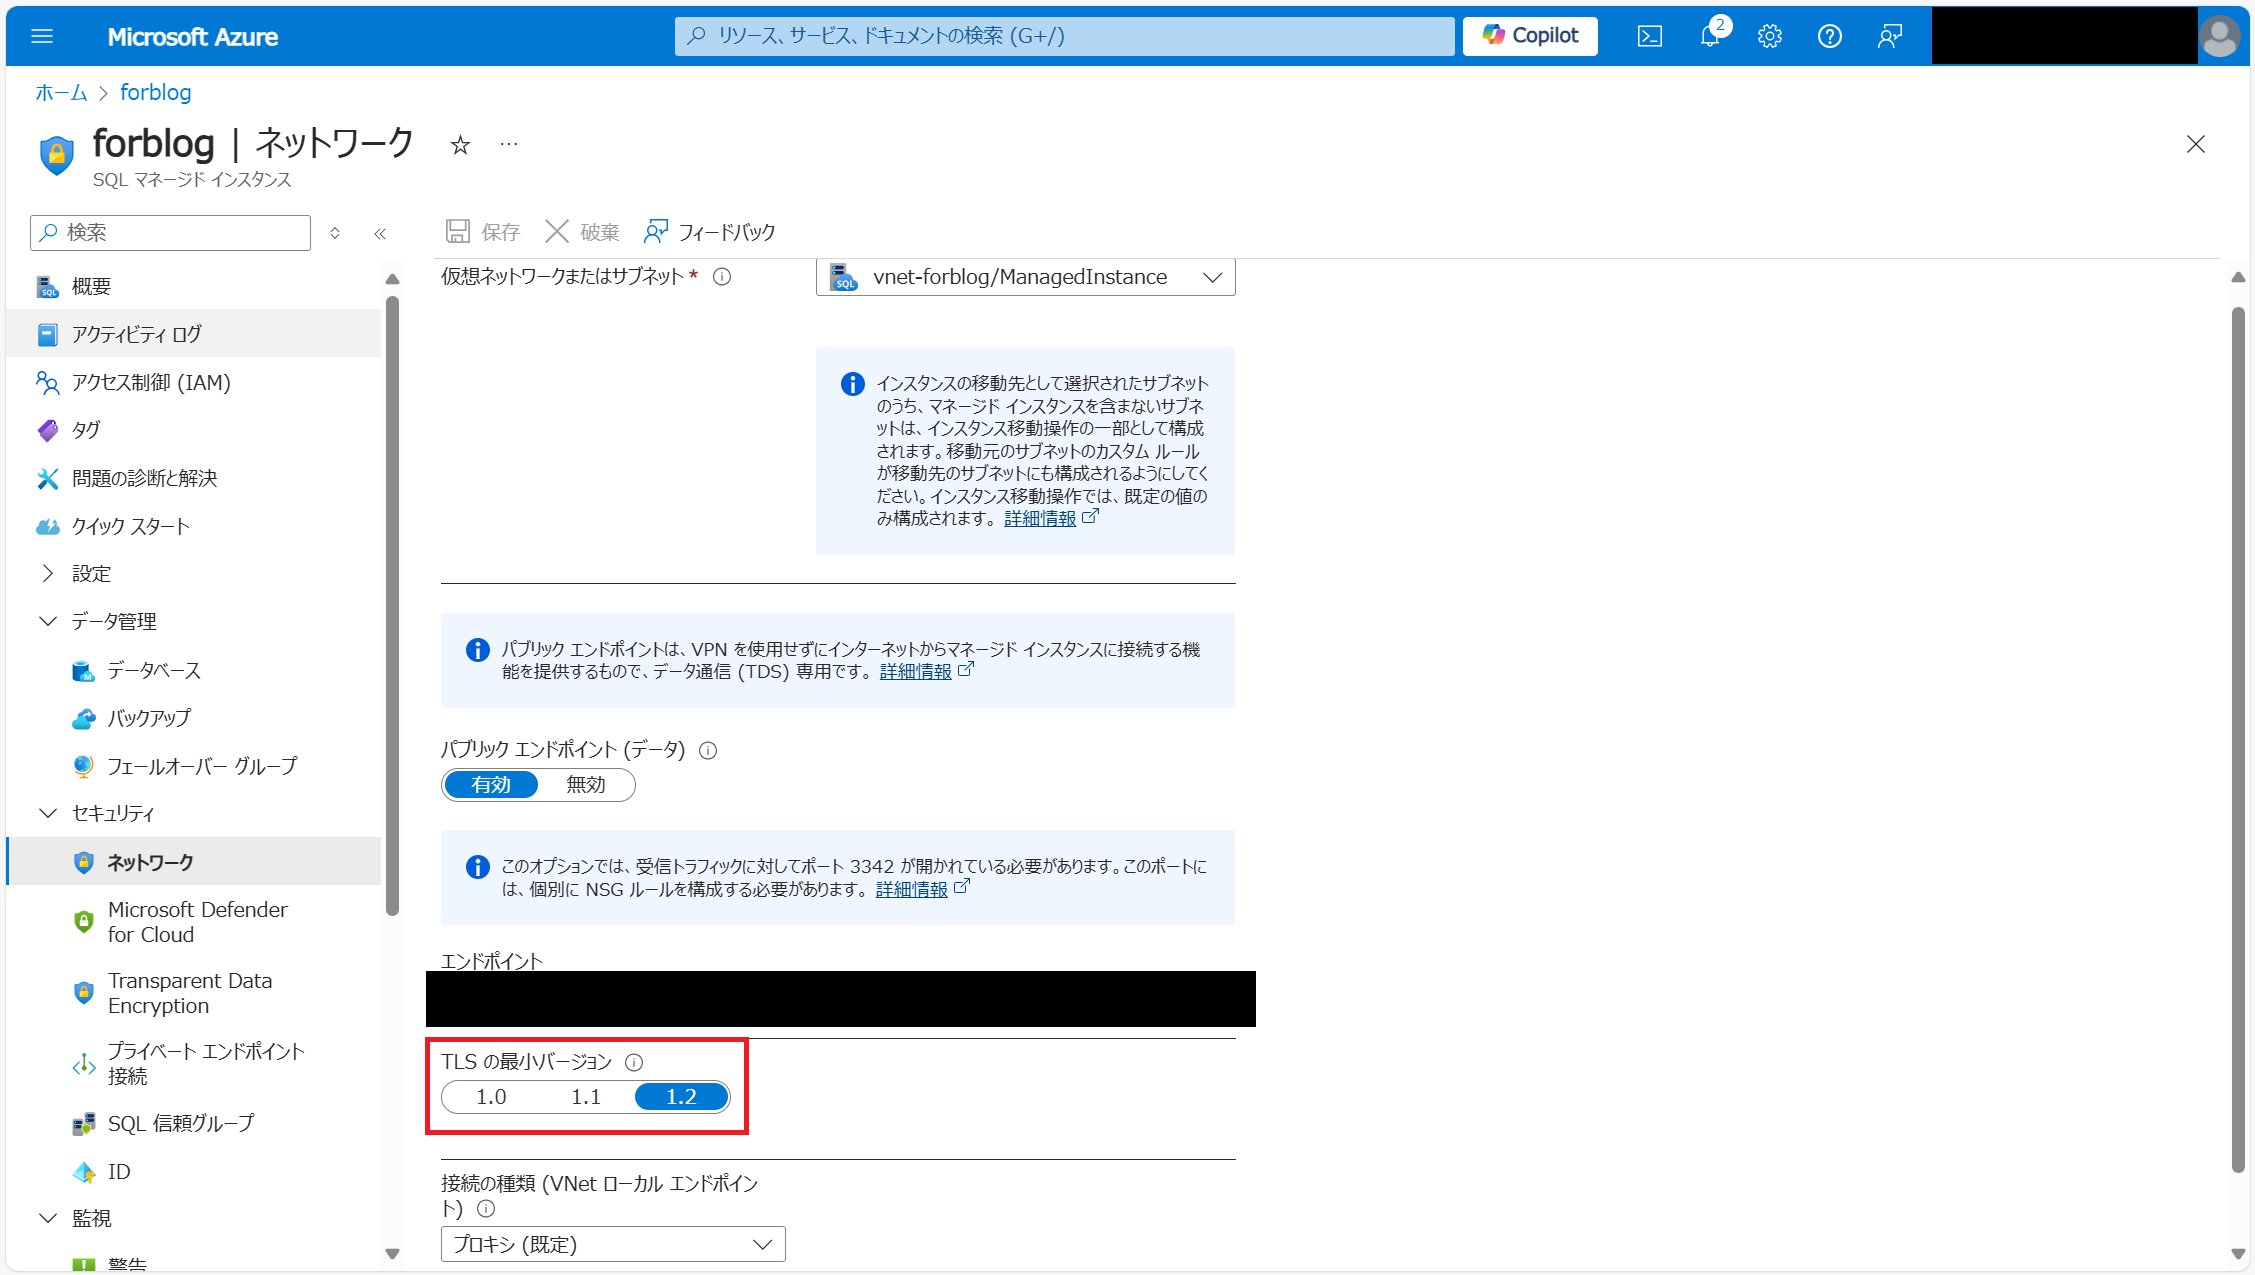 Microsoft Azure
リソース、サービス、ドキュメントの検索 (G+/)
Copilot
2
ホーム > forblog
forblog | ネットワーク
SQL マネージド インスタンス
検索
保存
破棄
フィードバック
概要
アクティビティ ログ
アクセス制御 (IAM)
タグ
問題の診断と解決
クイック スタート
設定
データ管理
データベース
バックアップ
フェールオーバー グループ
セキュリティ
ネットワーク
Microsoft Defender
for Cloud
Transparent Data
Encryption
プライベート エンドポイント
接続
SQL 信頼グループ
ID
監視
警告
仮想ネットワークまたはサブネット *
vnet-forblog/ManagedInstance
インスタンスの移動先として選択されたサブネット
のうち、マネージド インスタンスを含まないサブネ
ットは、インスタンス移動操作の一部として構成
されます。移動元のサブネットのカスタム ルール
が移動先のサブネットにも構成されるようにしてく
ださい。インスタンス移動操作では、既定の値の
み構成されます。 詳細情報
パブリック エンドポイントは、VPN を使用せずにインターネットからマネージド インスタンスに接続する機
能を提供するもので、データ通信 (TDS) 専用です。 詳細情報
パブリック エンドポイント (データ)
有効 無効
このオプションでは、受信トラフィックに対してポート 3342 が開かれている必要があります。このポートに
は、個別に NSG ルールを構成する必要があります。 詳細情報
エンドポイント
TLS の最小バージョン
1.0 1.1 1.2
接続の種類 (VNet ローカル エンドポイン
ト)
プロキシ (既定)